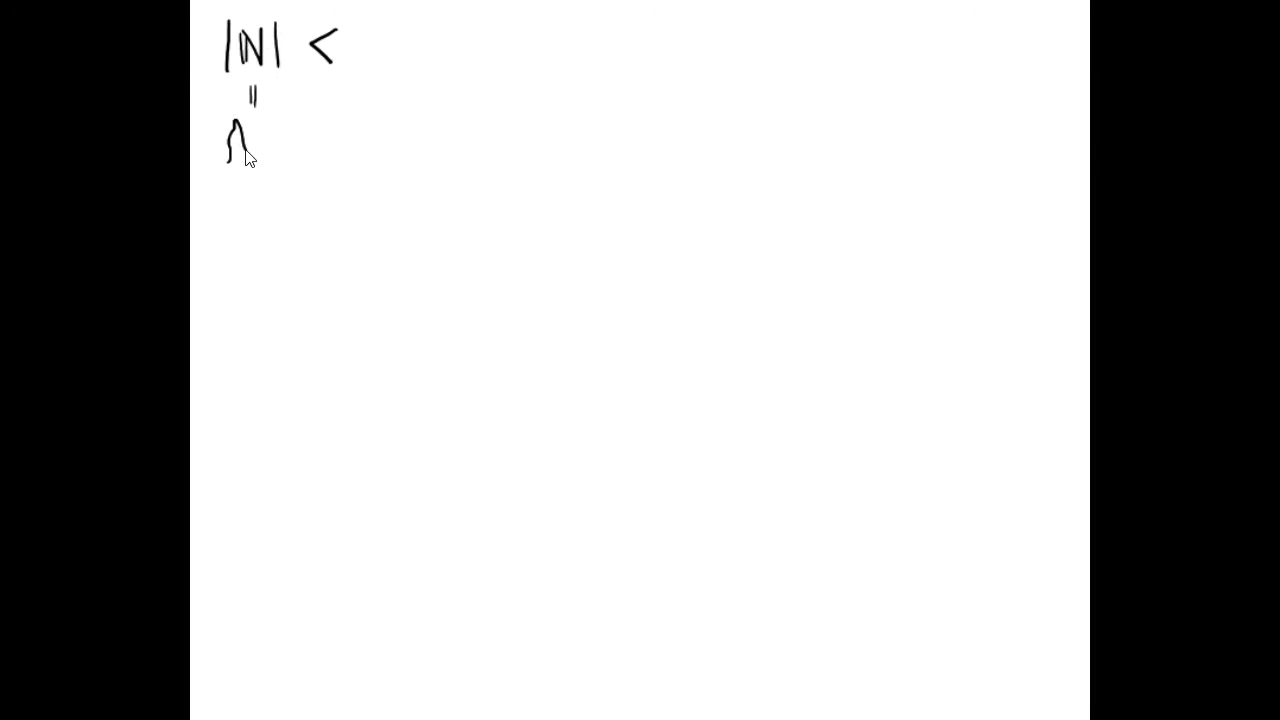 |ℕ| <
=